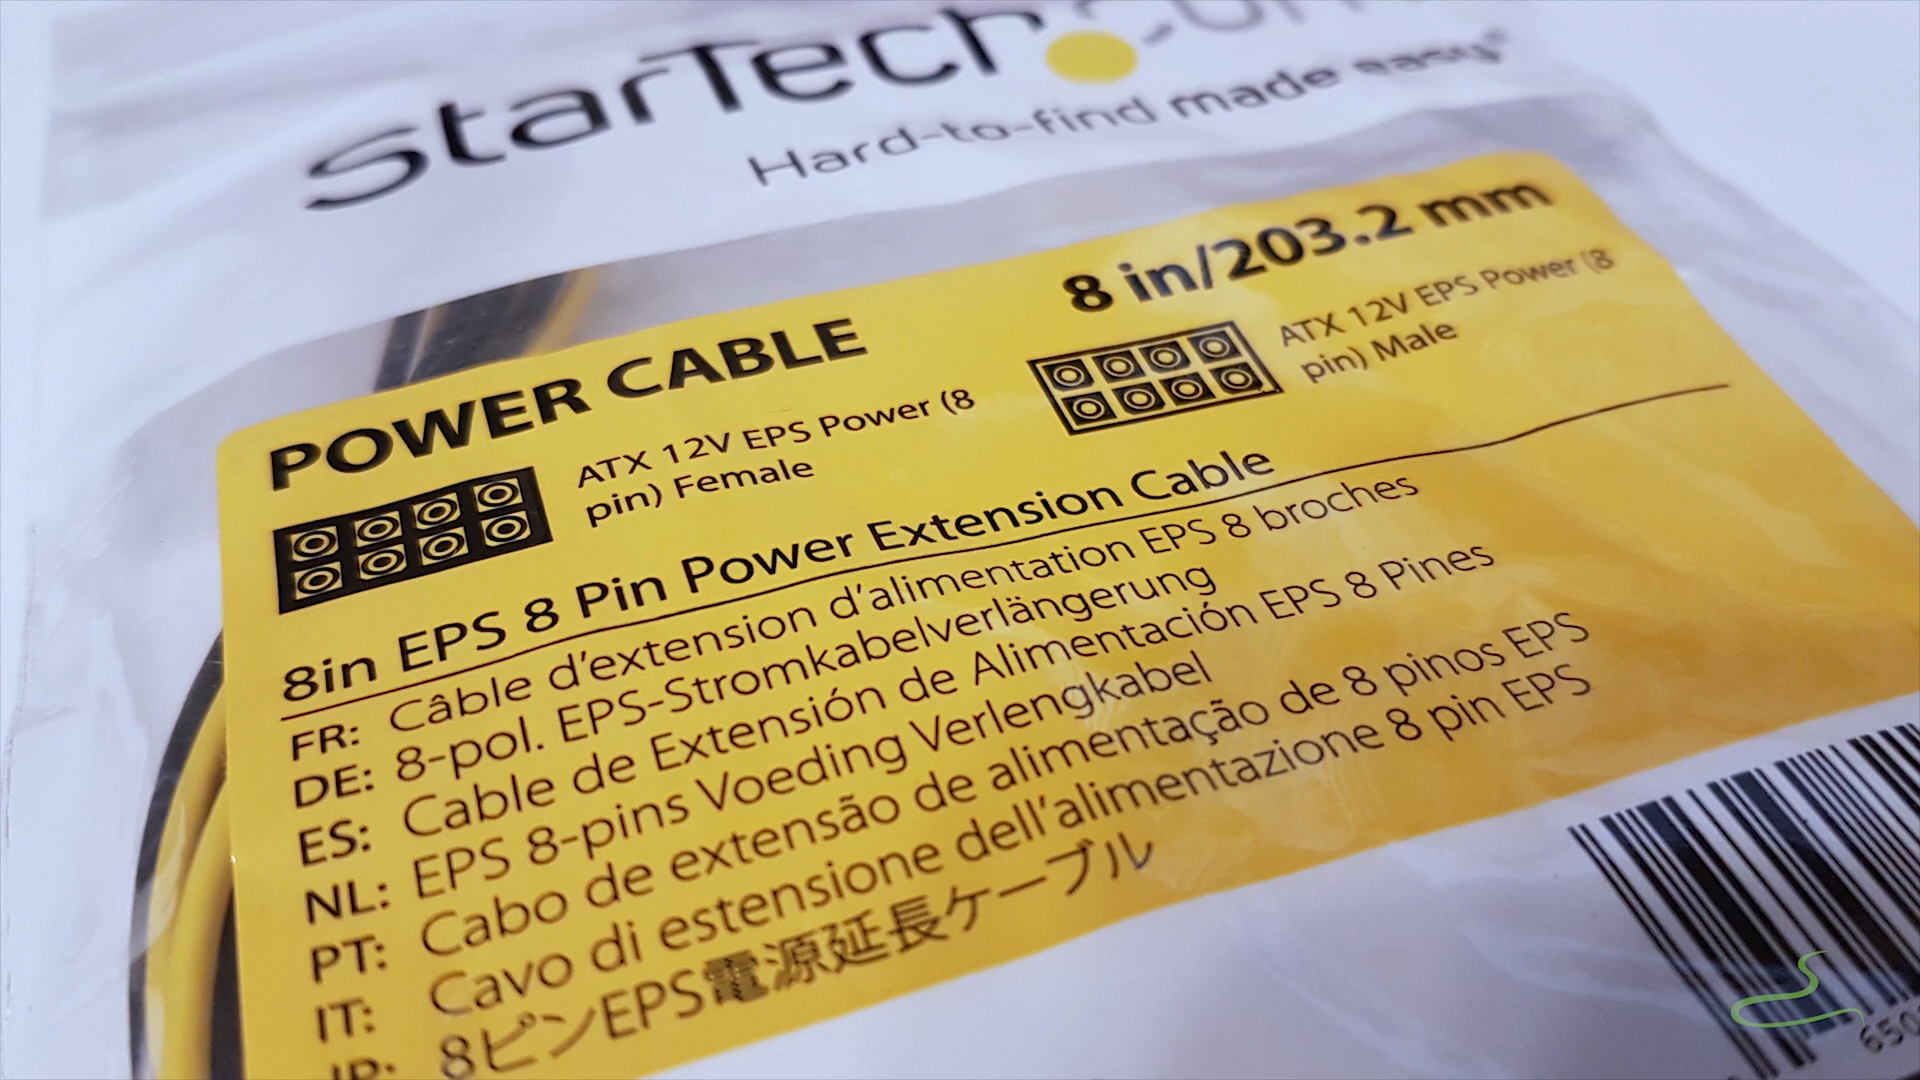 StarTech.com
Hard-to-find made easy®
POWER CABLE
8 in/203.2 mm
ATX 12V EPS Power (8
pin) Female
ATX 12V EPS Power (8
pin) Male
8in EPS 8 Pin Power Extension Cable
FR: Câble d'extension d'alimentation EPS 8 broches
DE: 8-pol. EPS-Stromkabelverlängerung
ES: Cable de Extensión de Alimentación EPS 8 Pines
NL: EPS 8-pins Voeding Verlengkabel
PT: Cabo de extensão de alimentação de 8 pinos EPS
IT: Cavo di estensione dell'alimentazione 8 pin EPS
JP: 8ピンEPS電源延長ケーブル